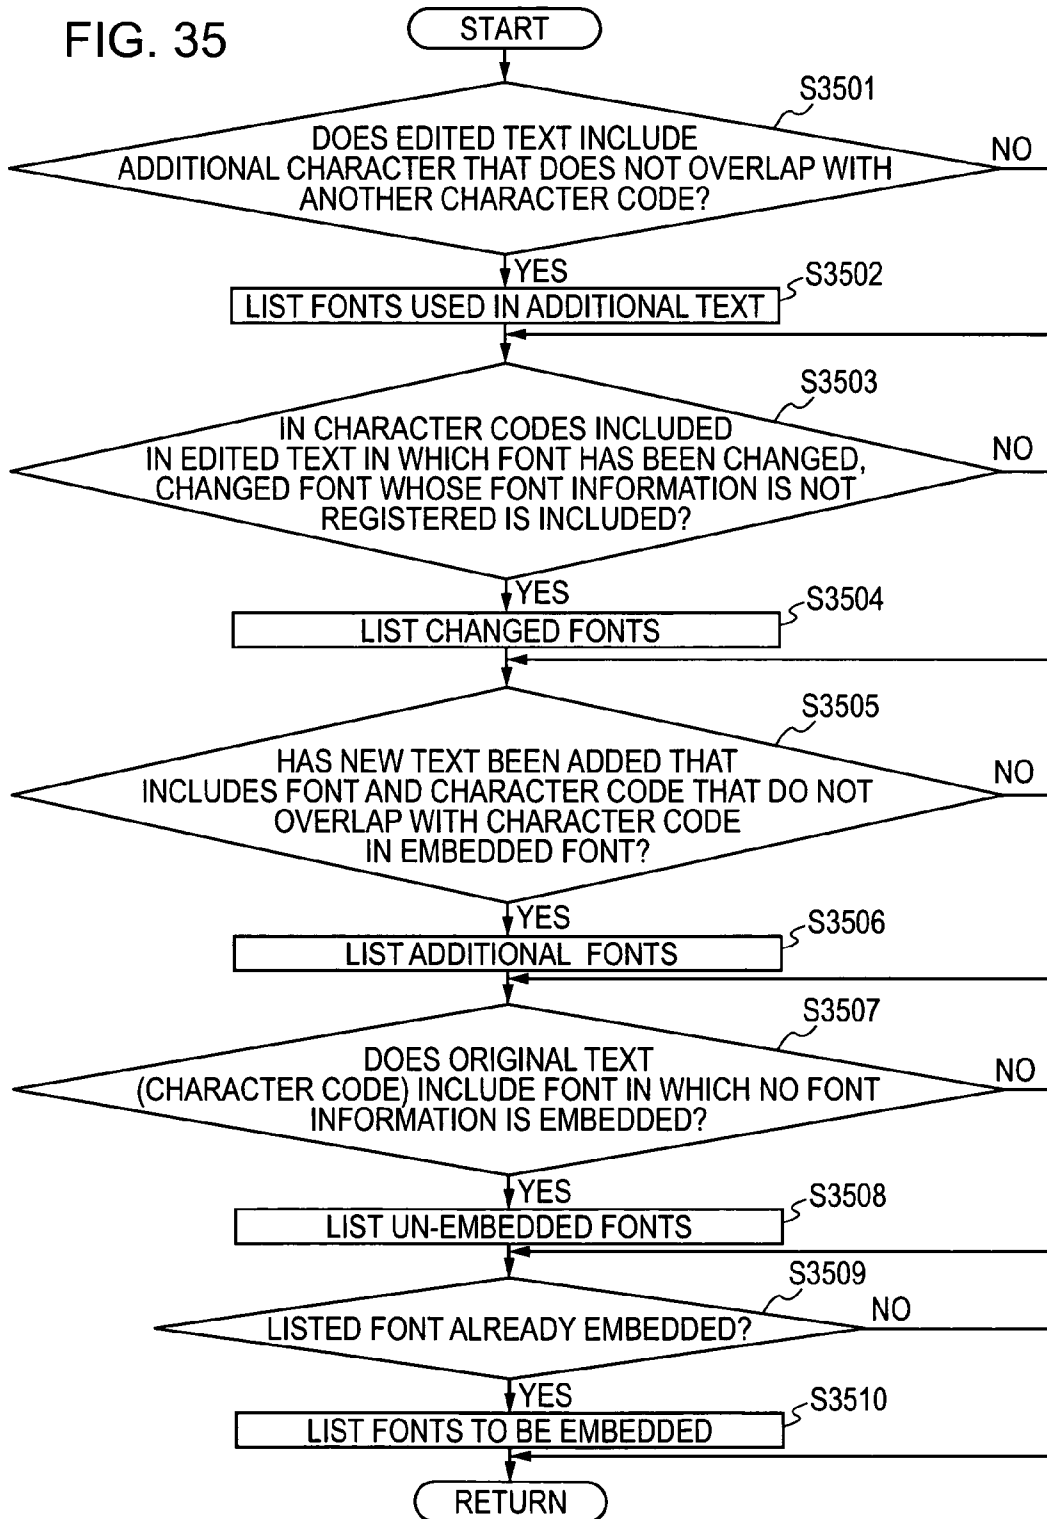 FIG. 35
START
S3501
DOES EDITED TEXT INCLUDE
ADDITIONAL CHARACTER THAT DOES NOT OVERLAP WITH
ANOTHER CHARACTER CODE?
NO
YES
S3502
LIST FONTS USED IN ADDITIONAL TEXT
S3503
IN CHARACTER CODES INCLUDED
IN EDITED TEXT IN WHICH FONT HAS BEEN CHANGED,
CHANGED FONT WHOSE FONT INFORMATION IS NOT
REGISTERED IS INCLUDED?
NO
YES
S3504
LIST CHANGED FONTS
S3505
HAS NEW TEXT BEEN ADDED THAT
INCLUDES FONT AND CHARACTER CODE THAT DO NOT
OVERLAP WITH CHARACTER CODE
IN EMBEDDED FONT?
NO
YES
S3506
LIST ADDITIONAL FONTS
S3507
DOES ORIGINAL TEXT
(CHARACTER CODE) INCLUDE FONT IN WHICH NO FONT
INFORMATION IS EMBEDDED?
NO
YES
S3508
LIST UN-EMBEDDED FONTS
S3509
LISTED FONT ALREADY EMBEDDED?
NO
YES
S3510
LIST FONTS TO BE EMBEDDED
RETURN